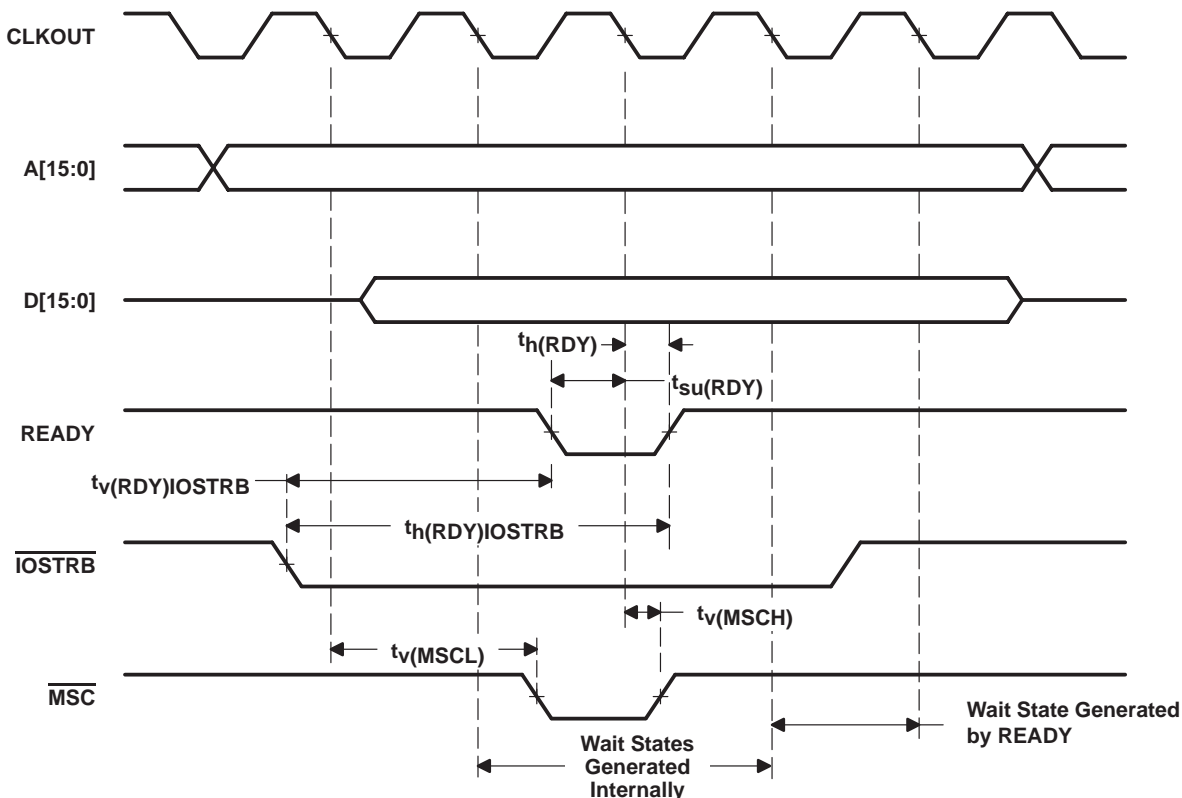 CLKOUT
A[15:0]
D[15:0]
th(RDY)
tsu(RDY)
READY
tv(RDY)IOSTRB
th(RDY)IOSTRB
IOSTRB
tv(MSCH)
tv(MSCL)
MSC
Wait State Generated
by READY
Wait States
Generated
Internally